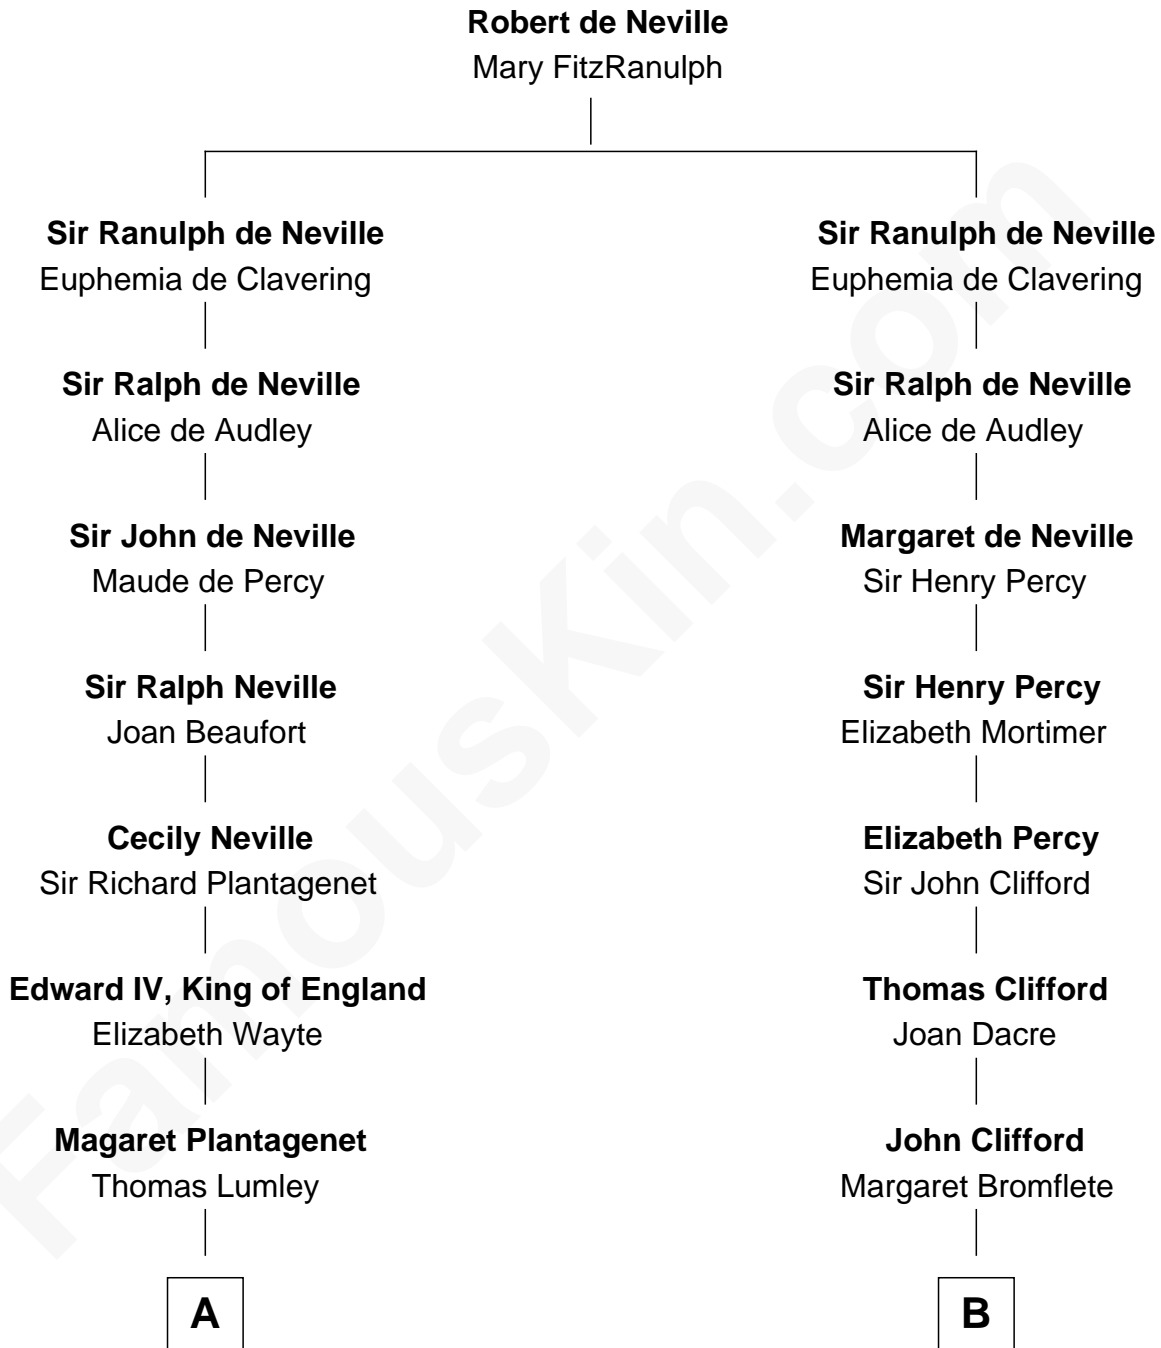 Robert de Neville
Mary FitzRanulph
Sir Ranulph de Neville
Euphemia de Clavering
Sir Ranulph de Neville
Euphemia de Clavering
Sir Ralph de Neville
Alice de Audley
Sir Ralph de Neville
Alice de Audley
Sir John de Neville
Maude de Percy
Margaret de Neville
Sir Henry Percy
Sir Ralph Neville
Joan Beaufort
Sir Henry Percy
Elizabeth Mortimer
Cecily Neville
Sir Richard Plantagenet
Elizabeth Percy
Sir John Clifford
Edward IV, King of England
Elizabeth Wayte
Thomas Clifford
Joan Dacre
Magaret Plantagenet
Thomas Lumley
John Clifford
Margaret Bromflete
A
B
FamousKin.com